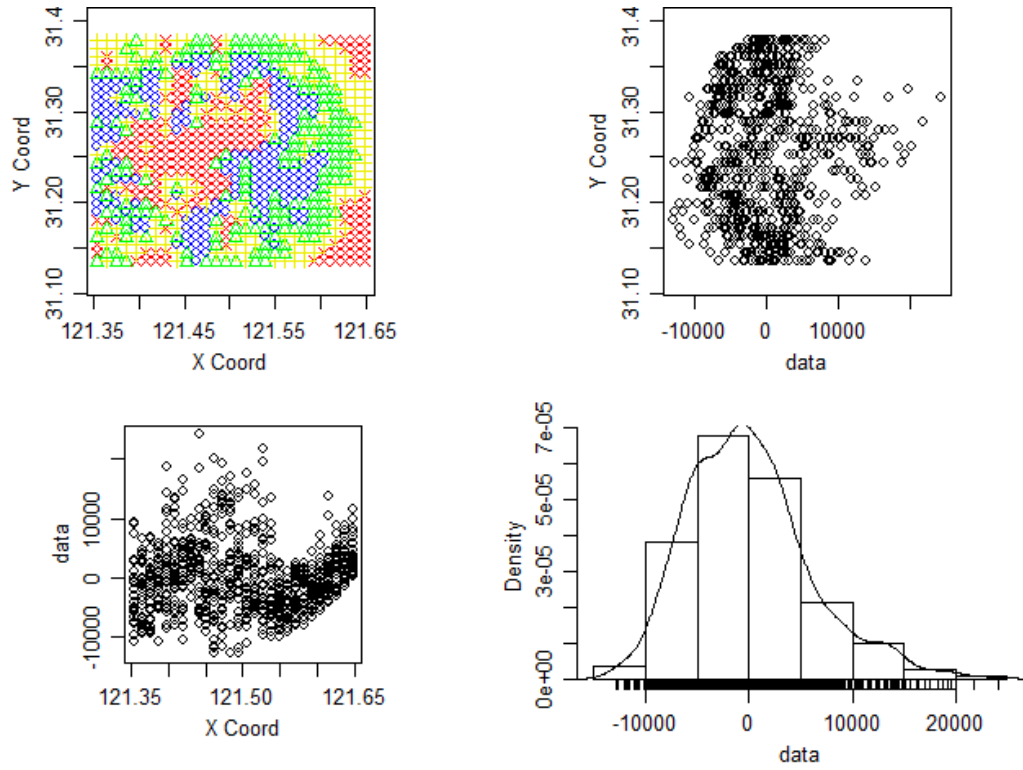 31.10 31.20 31.30 31.4
Y Coord
121.35 121.45 121.55 121.65
X Coord
31.10 31.20 31.30 31.4
Y Coord
-10000 0 10000
data
-10000 0 10000
data
121.35 121.50 121.65
X Coord
0e+00 3e-05 5e-05 7e-05
Density
-10000 0 10000 20000
data